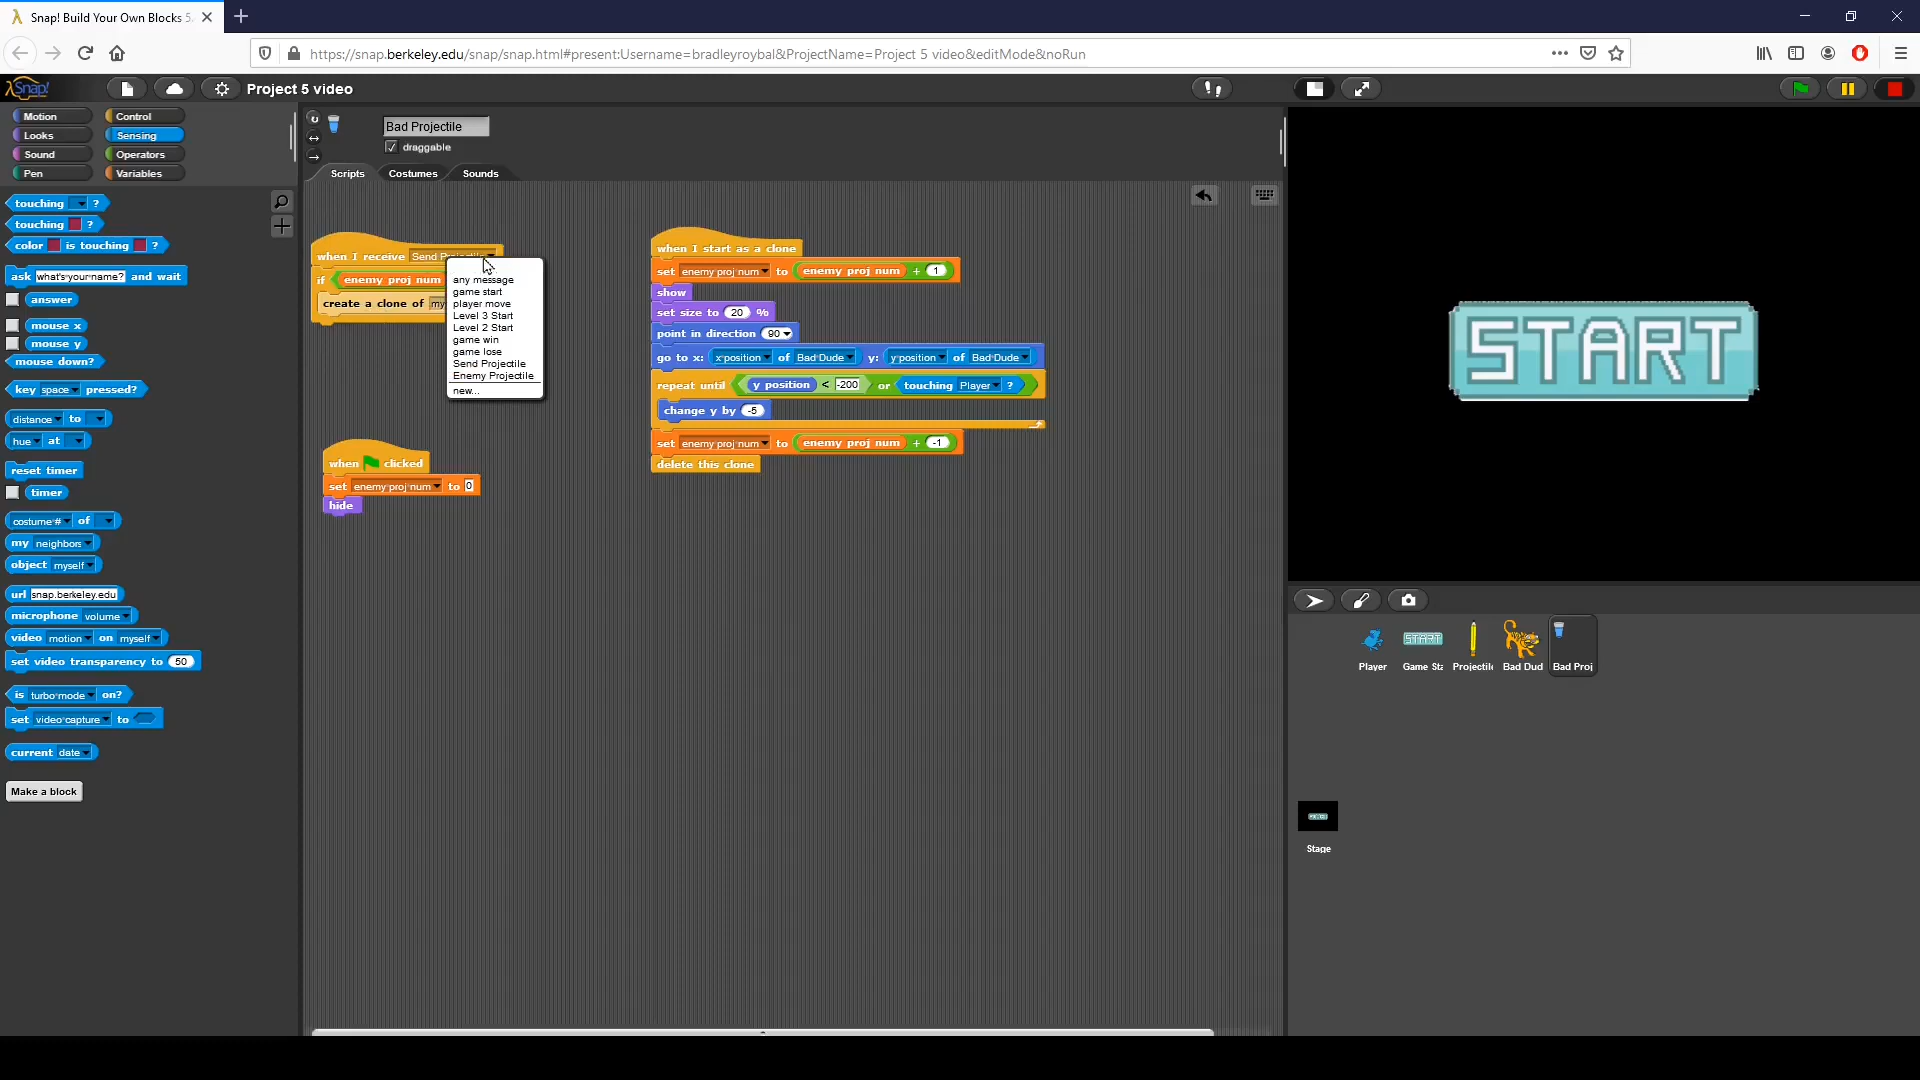 Snap! Build Your Own Blocks 5.
https://snap.berkeley.edu/snap/snap.html#present:Username=bradleyroybal&ProjectName=Project 5 video&editMode&noRun
Snap!
Project 5 video
Motion
Control
Looks
Sensing
Sound
Operators
Pen
Variables
touching ?
touching ?
color is touching ?
ask what's your name? and wait
answer
mouse x
mouse y
mouse down?
key space pressed?
distance to
hue at
reset timer
timer
costume # of
my neighbors
object myself
url snap.berkeley.edu
microphone volume
video motion on myself
set video transparency to 50
is turbo mode on?
set video capture to
current date
Make a block
Bad Projectile
draggable
Scripts
Costumes
Sounds
when I receive Send
if enemy proj num
create a clone of my
any message
game start
player move
Level 3 Start
Level 2 Start
game win
game lose
Send Projectile
Enemy Projectile
new...
when clicked
set enemy proj num to 0
hide
when I start as a clone
set enemy proj num to enemy proj num + 1
show
set size to 20 %
point in direction 90
go to x: x position of Bad Dude y: y position of Bad Dude
repeat until y position < -200 or touching Player ?
change y by -5
set enemy proj num to enemy proj num + -1
delete this clone
START
Player
START
Game Sta
Projectile
Bad Dud
Bad Proj
Stage